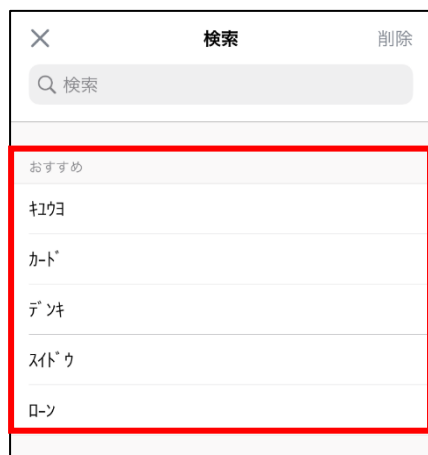 検索
削除
検索
おすすめ
ｷﾕｳﾖ
ｶｰﾄﾞ
ﾃﾞﾝｷ
ｽｲﾄﾞｳ
ﾛｰﾝ